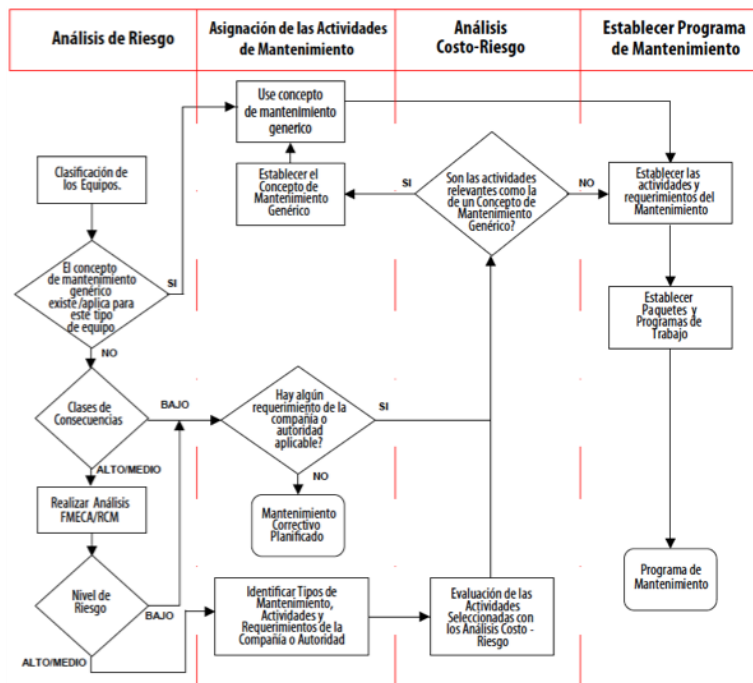 Análisis de Riesgo
Asignación de las Actividades
de Mantenimiento
Análisis
Costo-Riesgo
Establecer Programa
de Mantenimiento
Use concepto
de mantenimiento
generico
Clasificación de
los Equipos.
Establecer el
Concepto de
Mantenimiento
Genérico
SI
Son las actividades
relevantes como la
de un Concepto de
Mantenimiento
Genérico?
NO
Establecer las
actividades y
requerimientos del
Mantenimiento
El concepto
de mantenimiento
genérico
existe/aplica para
este tipo
de equipo
SI
NO
Establecer
Paquetes y
Programas de
Trabajo
Clases de
Consecuencias
BAJO
Hay algún
requerimiento de la
compañía o
autoridad
aplicable?
SI
ALTO/MEDIO
NO
Realizar Análisis
FMECA/RCM
Mantenimiento
Correctivo
Planificado
Programa de
Mantenimiento
Nivel de
Riesgo
BAJO
ALTO/MEDIO
Identificar Tipos de
Mantenimiento,
Actividades y
Requerimientos de la
Compañía o Autoridad
Evaluación de las
Actividades
Seleccionadas con
los Análisis Costo -
Riesgo